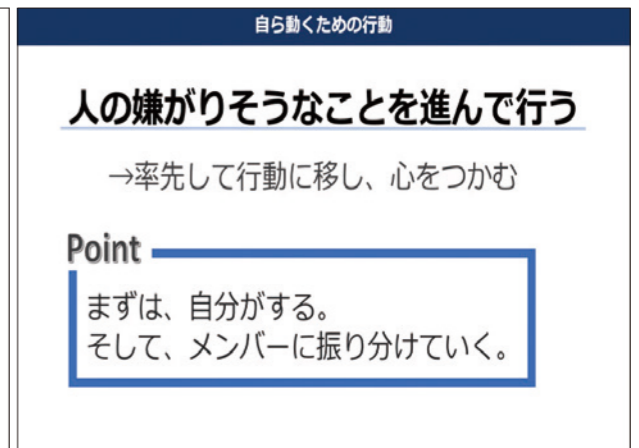 自ら動くための行動
人の嫌がりそうなことを進んで行う
→率先して行動に移し、心をつかむ
Point
まずは、自分がする。
そして、メンバーに振り分けていく。